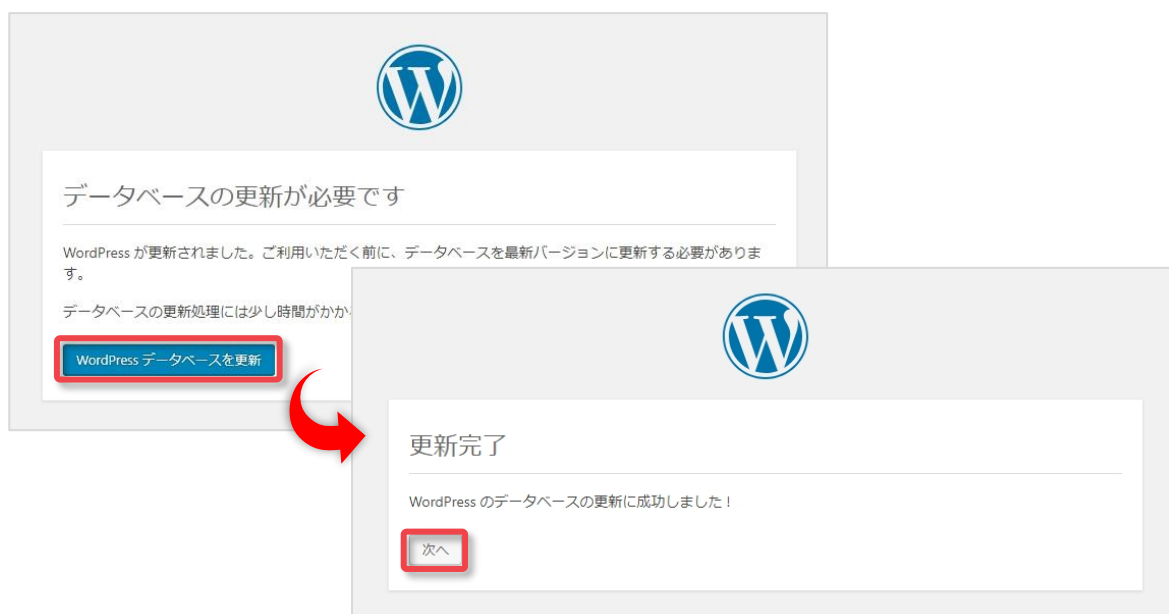 データベースの更新が必要です
WordPress が更新されました。ご利用いただく前に、データベースを最新バージョンに更新する必要がありま
す。
データベースの更新処理には少し時間がかか
WordPress データベースを更新
更新完了
WordPress のデータベースの更新に成功しました !
次へ